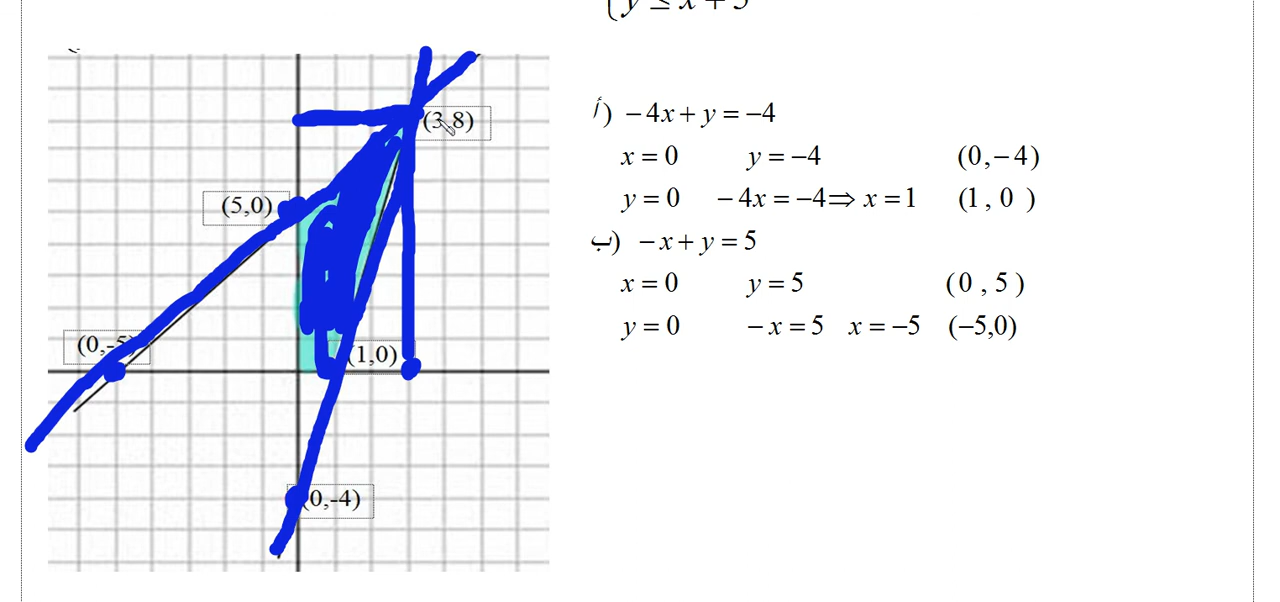 {y ≤ x + 5
(3,8)
(5,0)
(0,-5)
(1,0)
(0,-4)
أ) −4x + y = −4
x = 0 y = −4 (0,−4)
y = 0 −4x = −4 ⇒ x = 1 (1,0)
ب) −x + y = 5
x = 0 y = 5 (0,5)
y = 0 −x = 5 x = −5 (−5,0)